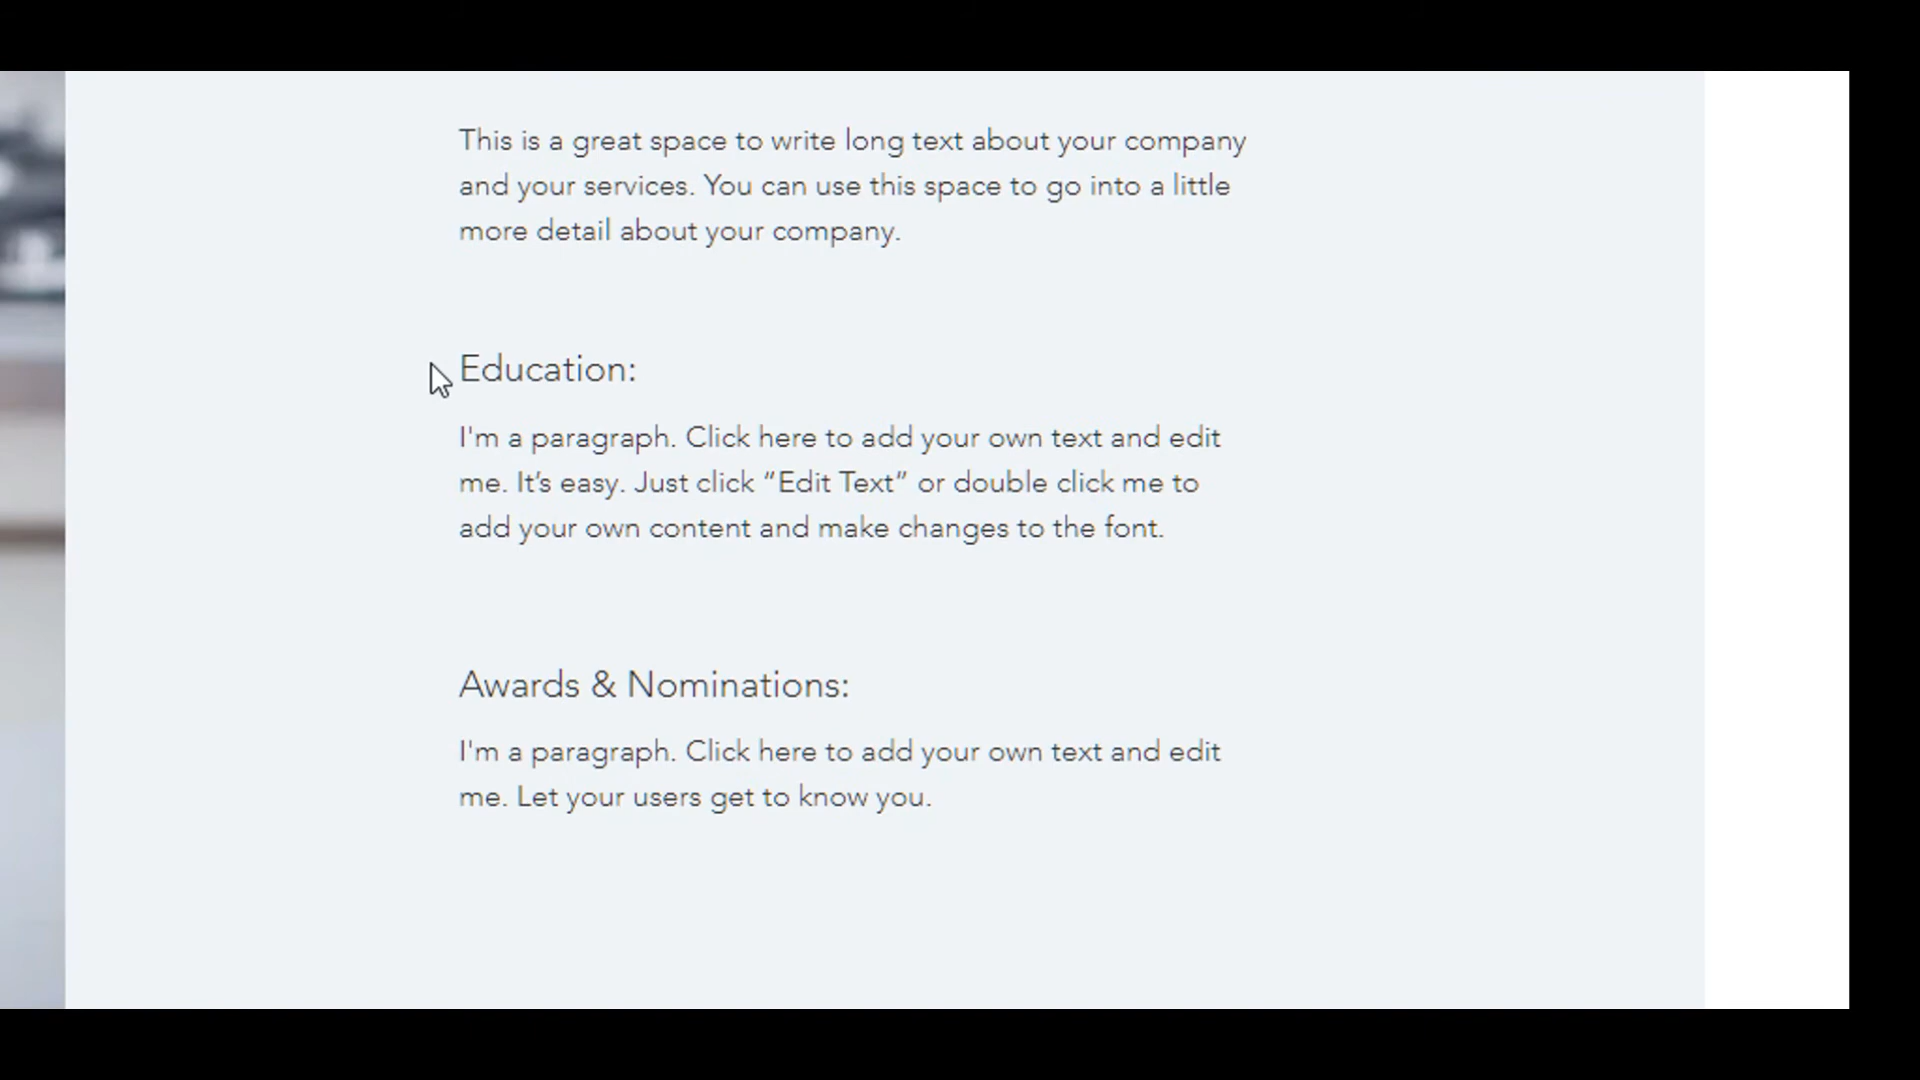 This is a great space to write long text about your company
and your services. You can use this space to go into a little
more detail about your company.
Education:
I'm a paragraph. Click here to add your own text and edit
me. It’s easy. Just click “Edit Text” or double click me to
add your own content and make changes to the font.
Awards & Nominations:
I'm a paragraph. Click here to add your own text and edit
me. Let your users get to know you.